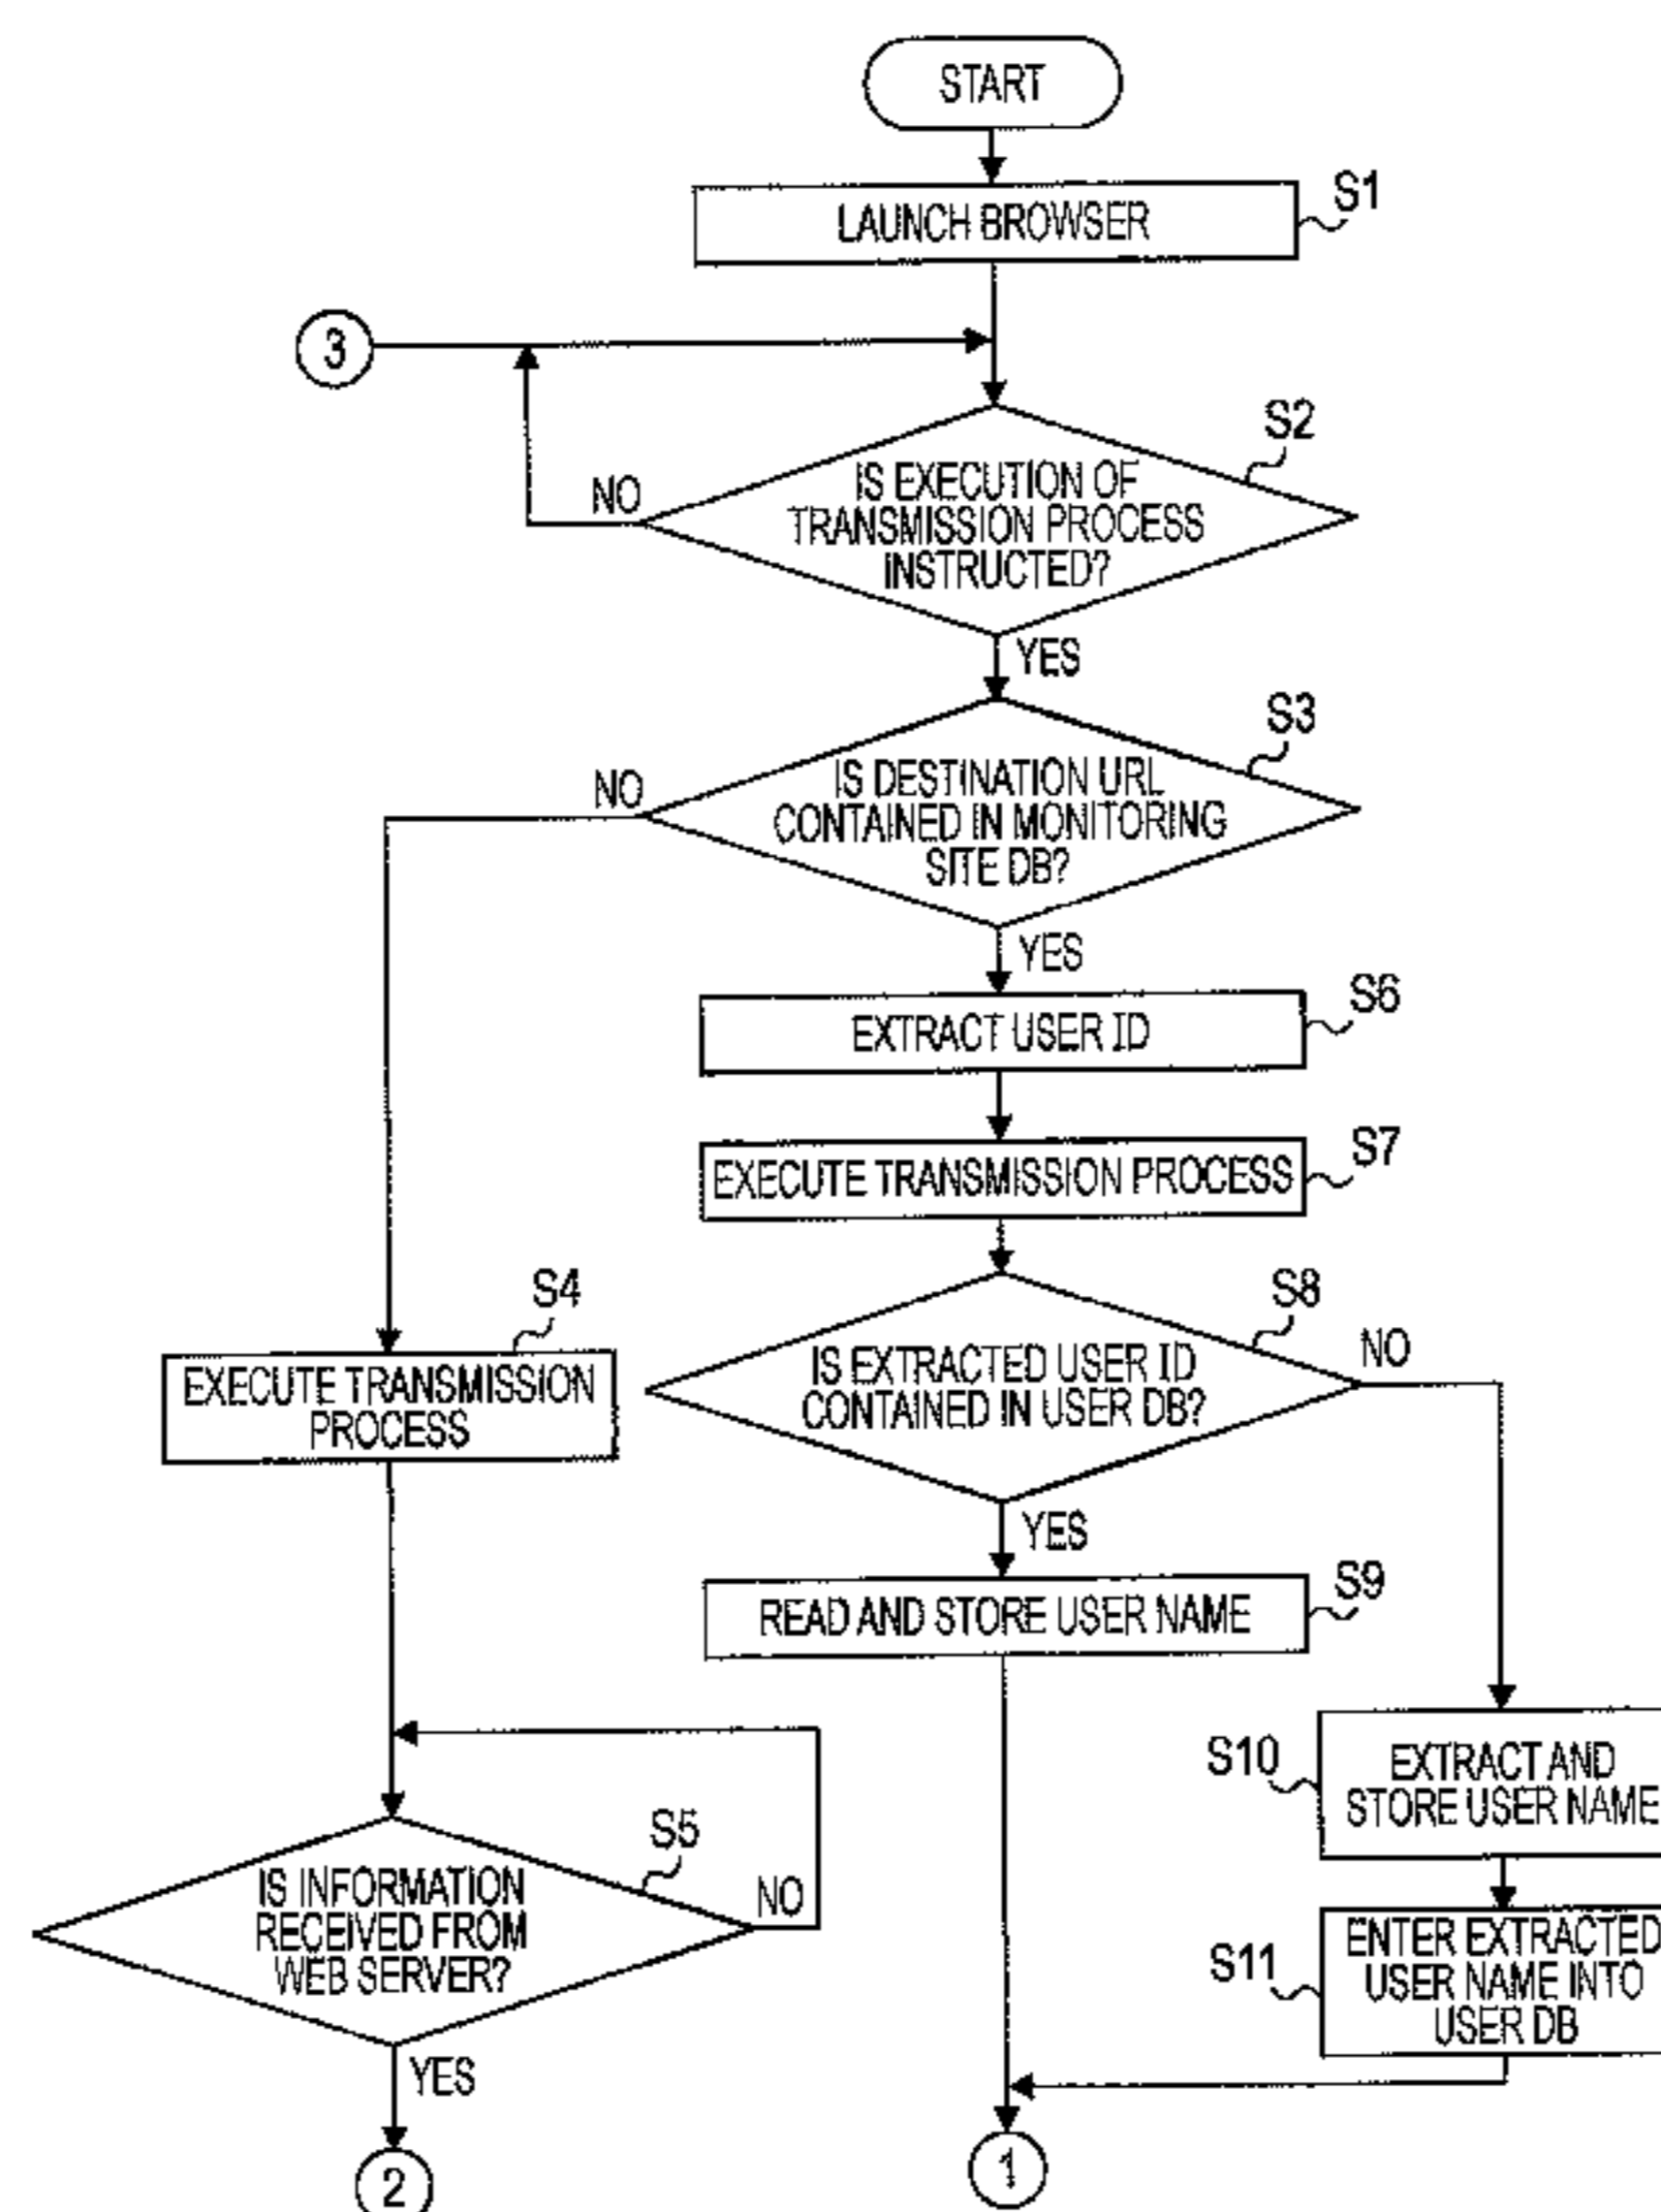 START
LAUNCH BROWSER
S1
3
S2
IS EXECUTION OF
TRANSMISSION PROCESS
INSTRUCTED?
NO
YES
S3
IS DESTINATION URL
CONTAINED IN MONITORING
SITE DB?
NO
YES
EXTRACT USER ID
S6
EXECUTE TRANSMISSION PROCESS
S7
S4
EXECUTE TRANSMISSION
PROCESS
S8
IS EXTRACTED USER ID
CONTAINED IN USER DB?
NO
YES
READ AND STORE USER NAME
S9
S10
EXTRACT AND
STORE USER NAME
S5
IS INFORMATION
RECEIVED FROM
WEB SERVER?
NO
YES
S11
ENTER EXTRACTED
USER NAME INTO
USER DB
2
1